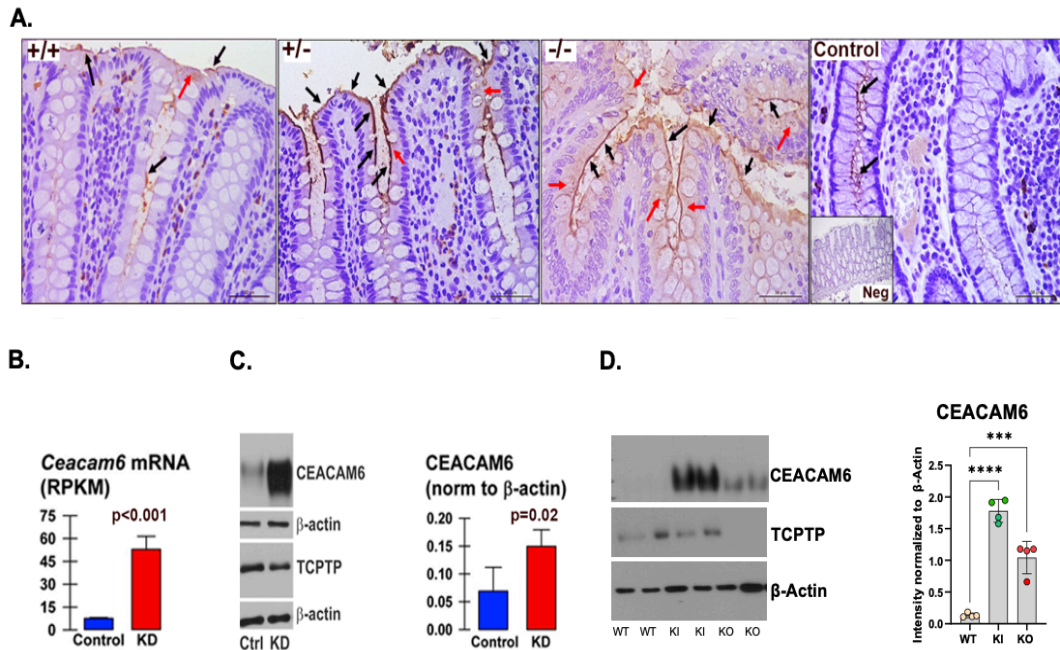 A.
+/+
+/-
-/-
Control
Neg
B.
C.
D.
Ceacam6 mRNA
(RPKM)
p<0.001
75
60
45
30
15
0
Control
KD
CEACAM6
β-actin
TCPTP
β-actin
Ctrl KD
CEACAM6
(norm to β-actin)
p=0.02
0.20
0.15
0.10
0.05
0.00
Control
KD
CEACAM6
TCPTP
β-Actin
WT WT KI KI KO KO
CEACAM6
Intensity normalized to β-Actin
***
****
2.5
2.0
1.5
1.0
0.5
0.0
WT KI KO